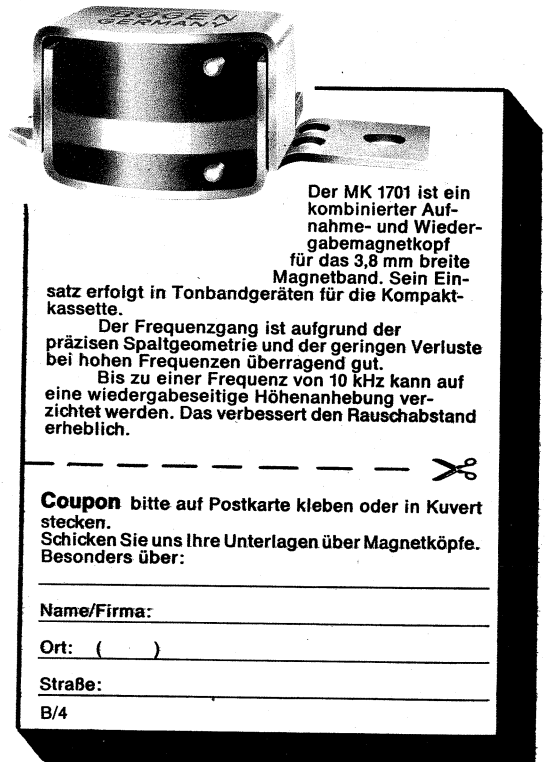 BOGEN
GERMANY
Der MK 1701 ist ein
kombinierter Auf-
nahme- und Wieder-
gabemagnetkopf
für das 3,8 mm breite
Magnetband. Sein Ein-
satz erfolgt in Tonbandgeräten für die Kompakt-
kassette.
Der Frequenzgang ist aufgrund der
präzisen Spaltgeometrie und der geringen Verluste
bei hohen Frequenzen überragend gut.
Bis zu einer Frequenz von 10 kHz kann auf
eine wiedergabeseitige Höhenanhebung ver-
zichtet werden. Das verbessert den Rauschabstand
erheblich.
Coupon bitte auf Postkarte kleben oder in Kuvert
stecken.
Schicken Sie uns Ihre Unterlagen über Magnetköpfe.
Besonders über:
Name/Firma:
Ort: ( )
Straße:
B/4